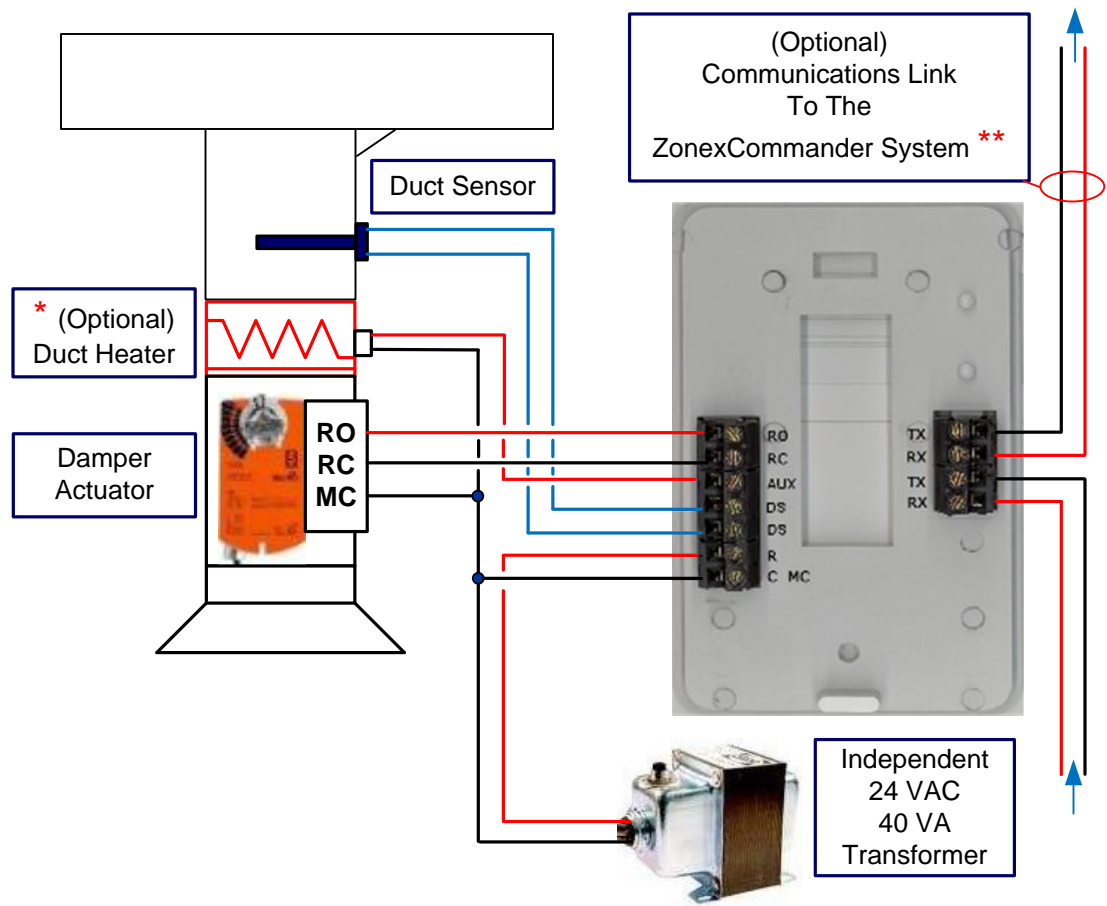 (Optional)
Communications Link
To The
ZonexCommander System **
Duct Sensor
* (Optional)
Duct Heater
Damper
Actuator
RO
RC
MC
RO
RC
AUX
DS
DS
R
C MC
TX
RX
TX
RX
Independent
24 VAC
40 VA
Transformer